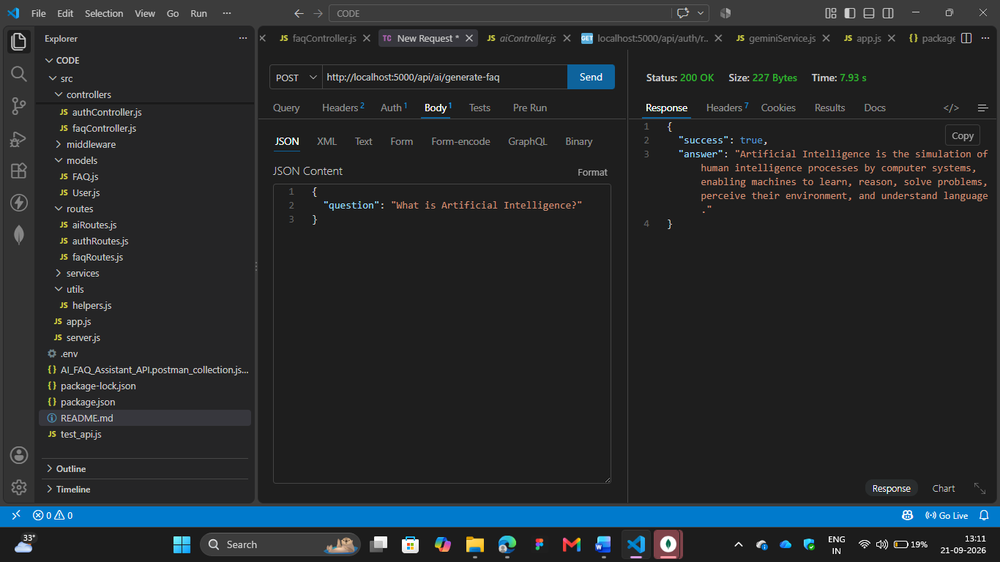 File Edit Selection View Go Run ···
CODE
Explorer
faqController.js
TC New Request *
aiController.js
GET localhost:5000/api/auth/r..
JS geminiService.js
JS app.js
{} package
CODE
src
controllers
JS authController.js
JS faqController.js
middleware
models
JS FAQ.js
JS User.js
routes
JS aiRoutes.js
JS authRoutes.js
JS faqRoutes.js
services
utils
JS helpers.js
JS app.js
JS server.js
.env
{} AI_FAQ_Assistant_API.postman_collection.js...
{} package-lock.json
{} package.json
README.md
JS test_api.js
Outline
Timeline
POST http://localhost:5000/api/ai/generate-faq Send
Query Headers 2 Auth 1 Body 1 Tests Pre Run
JSON XML Text Form Form-encode GraphQL Binary
JSON Content Format
1 {
2 "question": "What is Artificial Intelligence?"
3 }
Status: 200 OK Size: 227 Bytes Time: 7.93 s
Response Headers 7 Cookies Results Docs </>
Copy
1 {
2 "success": true,
3 "answer": "Artificial Intelligence is the simulation of
human intelligence processes by computer systems,
enabling machines to learn, reason, solve problems,
perceive their environment, and understand language
."
4 }
Response Chart
0 0
Go Live
33°
Search
ENG
IN
19%
13:11
21-09-2026